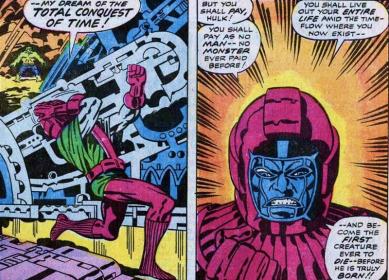 —MY DREAM OF THE
TOTAL CONQUEST
OF TIME!
BUT YOU
SHALL PAY,
HULK!
YOU
SHALL
PAY AS NO
MAN--NO
MONSTER
EVER PAID
BEFORE!
YOU SHALL LIVE
OUT YOUR ENTIRE
LIFE AMID THE TIME-
FLOW WHERE YOU
NOW EXIST--
--AND BE-
COME THE
FIRST
CREATURE
EVER TO
DIE--BEFORE
HE IS TRULY
BORN!!